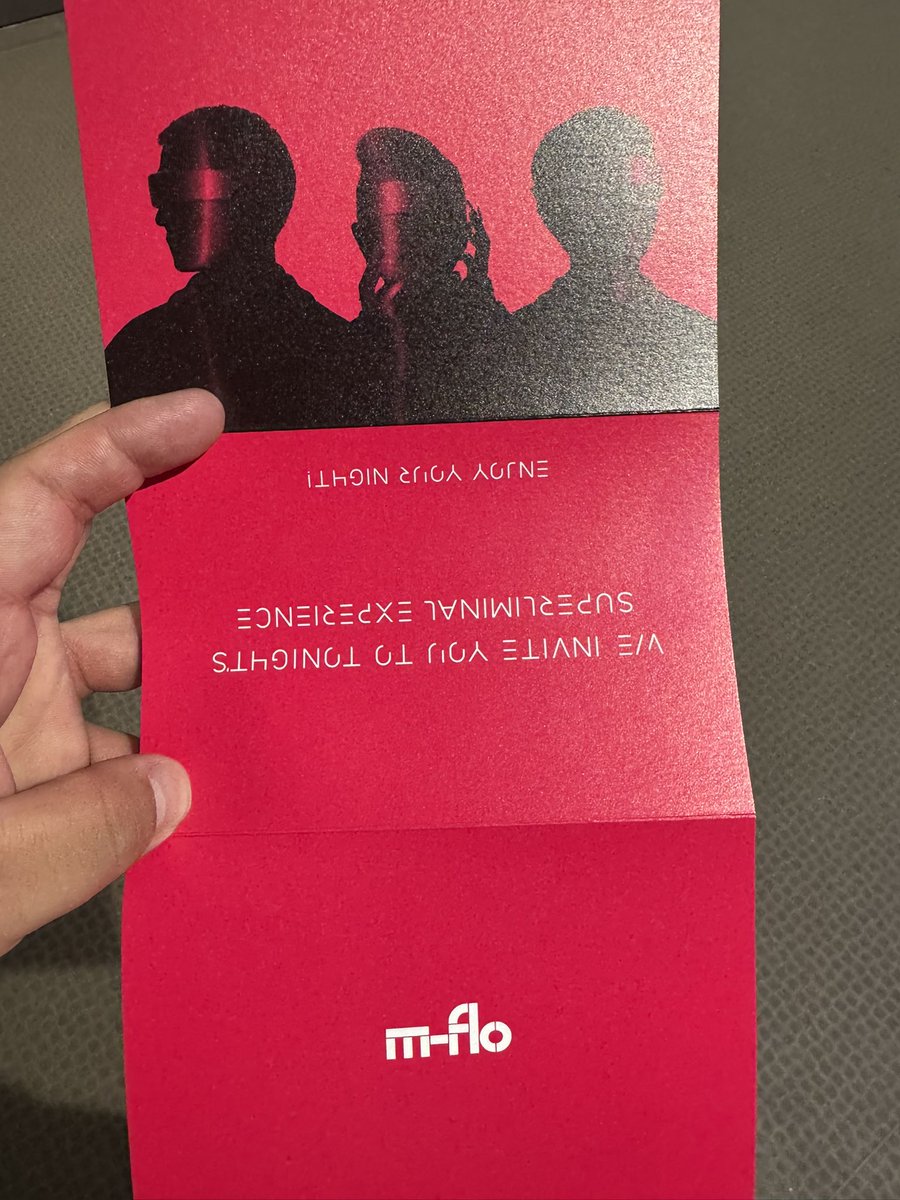 WE INVITE YOU TO TONIGHT'S
SUPERLIMINAL EXPERIENCE
ENJOY YOUR NIGHT!
m-flo